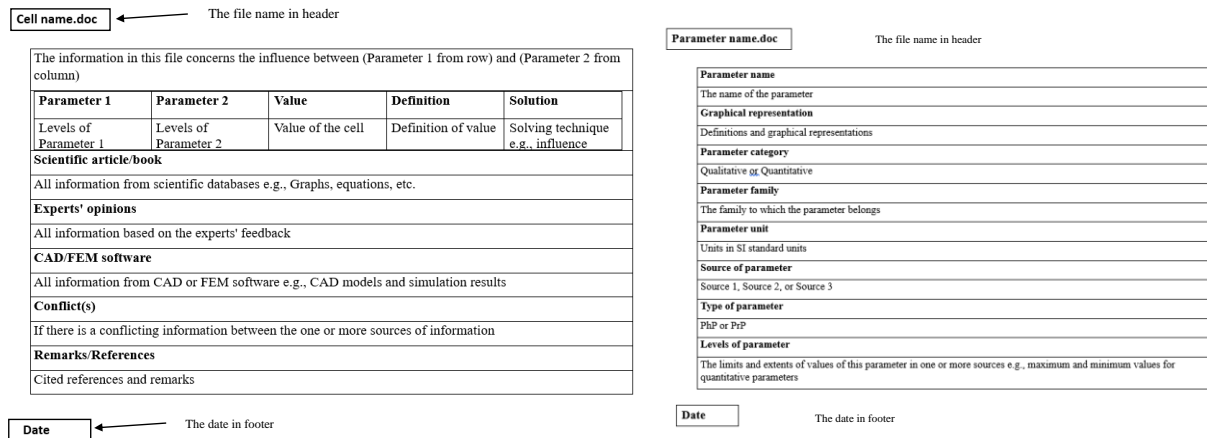 Cell name.doc
The file name in header
The information in this file concerns the influence between (Parameter 1 from row) and (Parameter 2 from
column)
Parameter 1 Parameter 2 Value Definition Solution
Levels of Parameter 1 Levels of Parameter 2 Value of the cell Definition of value Solving technique e.g., influence
Scientific article/book
All information from scientific databases e.g., Graphs, equations, etc.
Experts' opinions
All information based on the experts' feedback
CAD/FEM software
All information from CAD or FEM software e.g., CAD models and simulation results
Conflict(s)
If there is a conflicting information between the one or more sources of information
Remarks/References
Cited references and remarks
Date
The date in footer
Parameter name.doc
The file name in header
Parameter name
The name of the parameter
Graphical representation
Definitions and graphical representations
Parameter category
Qualitative or Quantitative
Parameter family
The family to which the parameter belongs
Parameter unit
Units in SI standard units
Source of parameter
Source 1, Source 2, or Source 3
Type of parameter
PhP or PrP
Levels of parameter
The limits and extents of values of this parameter in one or more sources e.g., maximum and minimum values for
quantitative parameters
Date
The date in footer